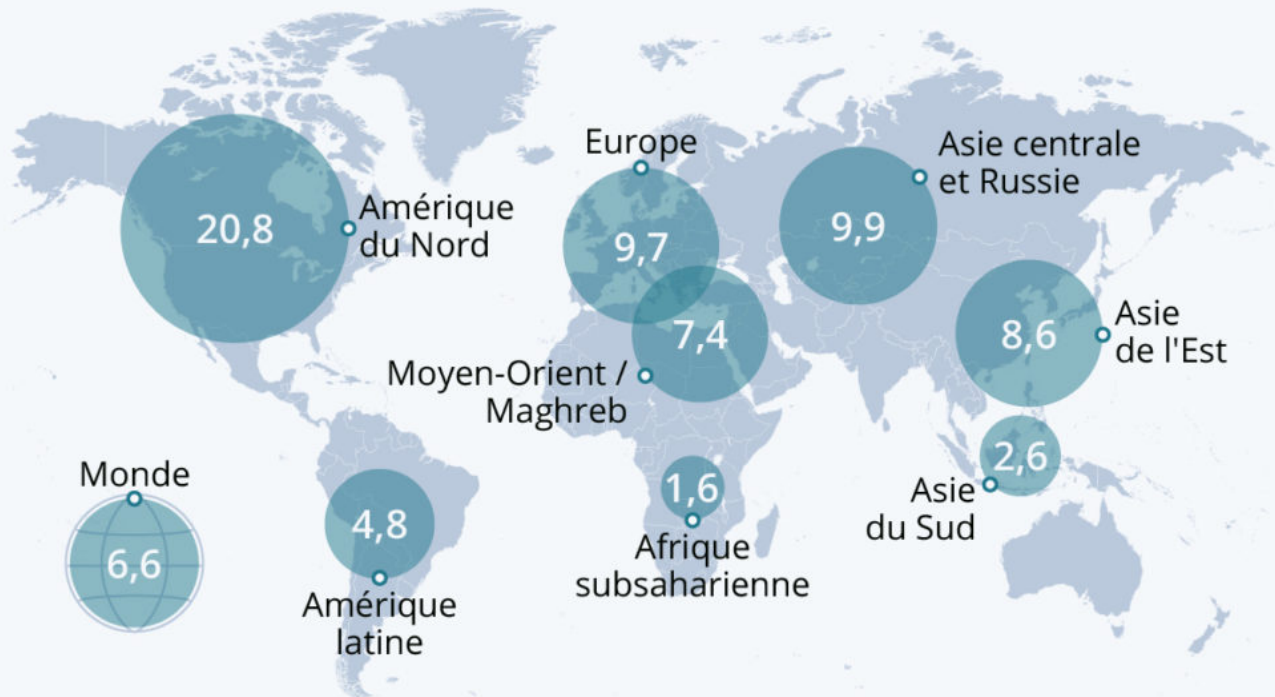 20,8
Amérique
du Nord
Europe
9,7
Asie centrale
et Russie
9,9
7,4
Moyen-Orient /
Maghreb
8,6
Asie
de l'Est
2,6
Asie
du Sud
1,6
Afrique
subsaharienne
4,8
Amérique
latine
Monde
6,6